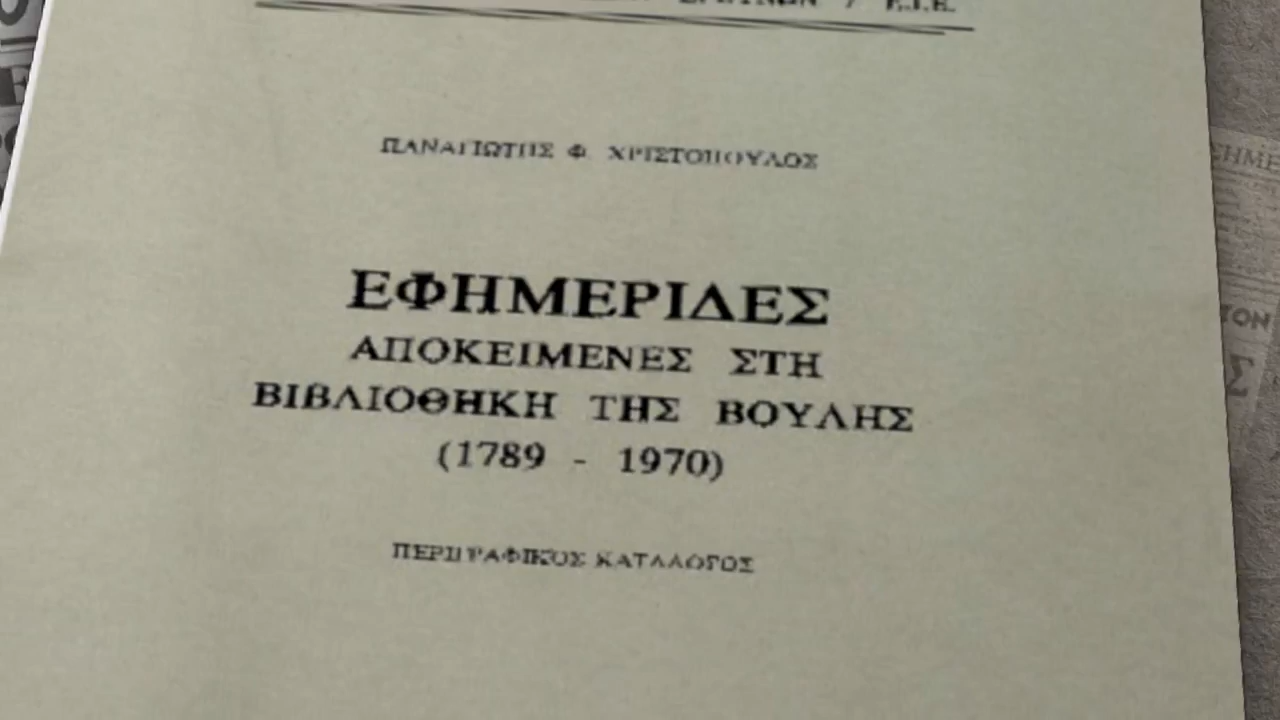 Ε.Ι.Ε.
ΠΑΝΑΓΙΩΤΗΣ Φ. ΧΡΙΣΤΟΠΟΥΛΟΣ
ΕΦΗΜΕΡΙΔΕΣ
ΑΠΟΚΕΙΜΕΝΕΣ ΣΤΗ
ΒΙΒΛΙΟΘΗΚΗ ΤΗΣ ΒΟΥΛΗΣ
(1789 - 1970)
ΠΕΡΙΓΡΑΦΙΚΟΣ ΚΑΤΑΛΟΓΟΣ